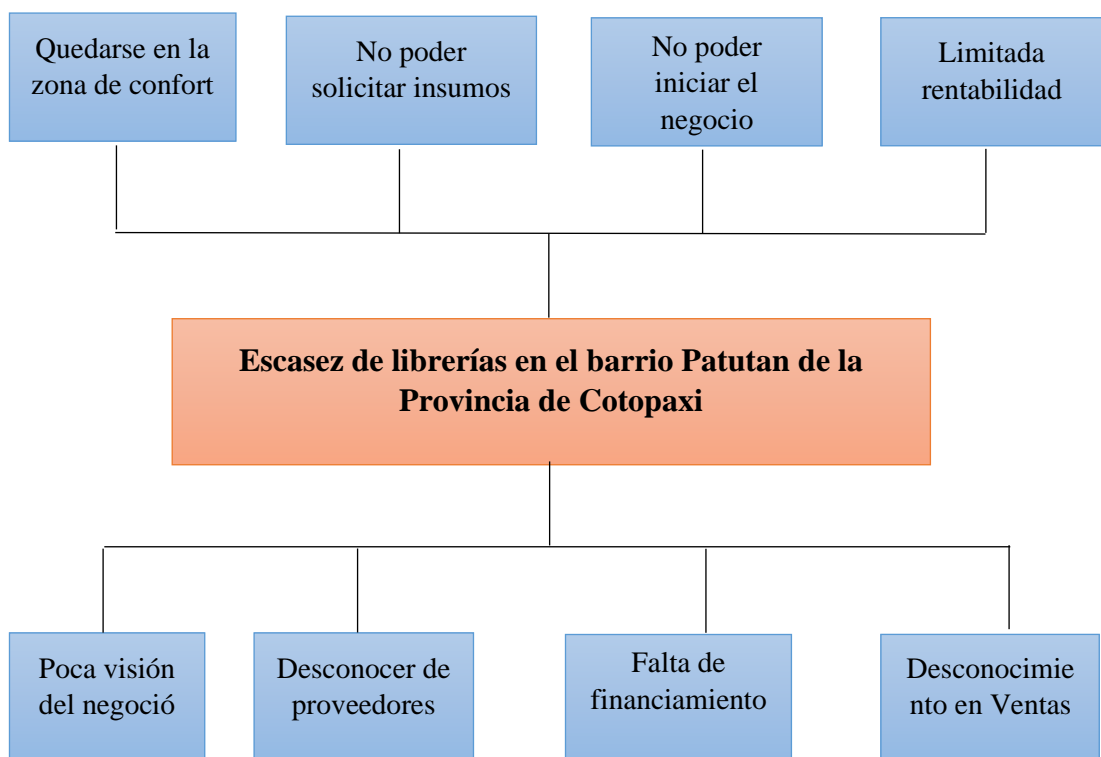 Quedarse en la
zona de confort
No poder
solicitar insumos
No poder
iniciar el
negocio
Limitada
rentabilidad
Escasez de librerías en el barrio Patutan de la
Provincia de Cotopaxi
Poca visión
del negoció
Desconocer de
proveedores
Falta de
financiamiento
Desconocimie
nto en Ventas